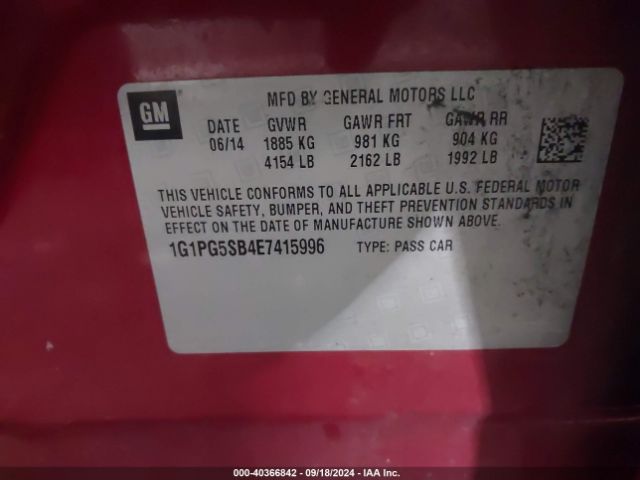 GM
MFD BY GENERAL MOTORS LLC
DATE GVWR GAWR FRT GAWR RR
06/14 1885 KG 981 KG 904 KG
4154 LB 2162 LB 1992 LB
THIS VEHICLE CONFORMS TO ALL APPLICABLE U.S. FEDERAL MOTOR
VEHICLE SAFETY, BUMPER, AND THEFT PREVENTION STANDARDS IN
EFFECT ON THE DATE OF MANUFACTURE SHOWN ABOVE.
1G1PG5SB4E7415996 TYPE: PASS CAR
000-40366842 - 09/18/2024 - IAA Inc.